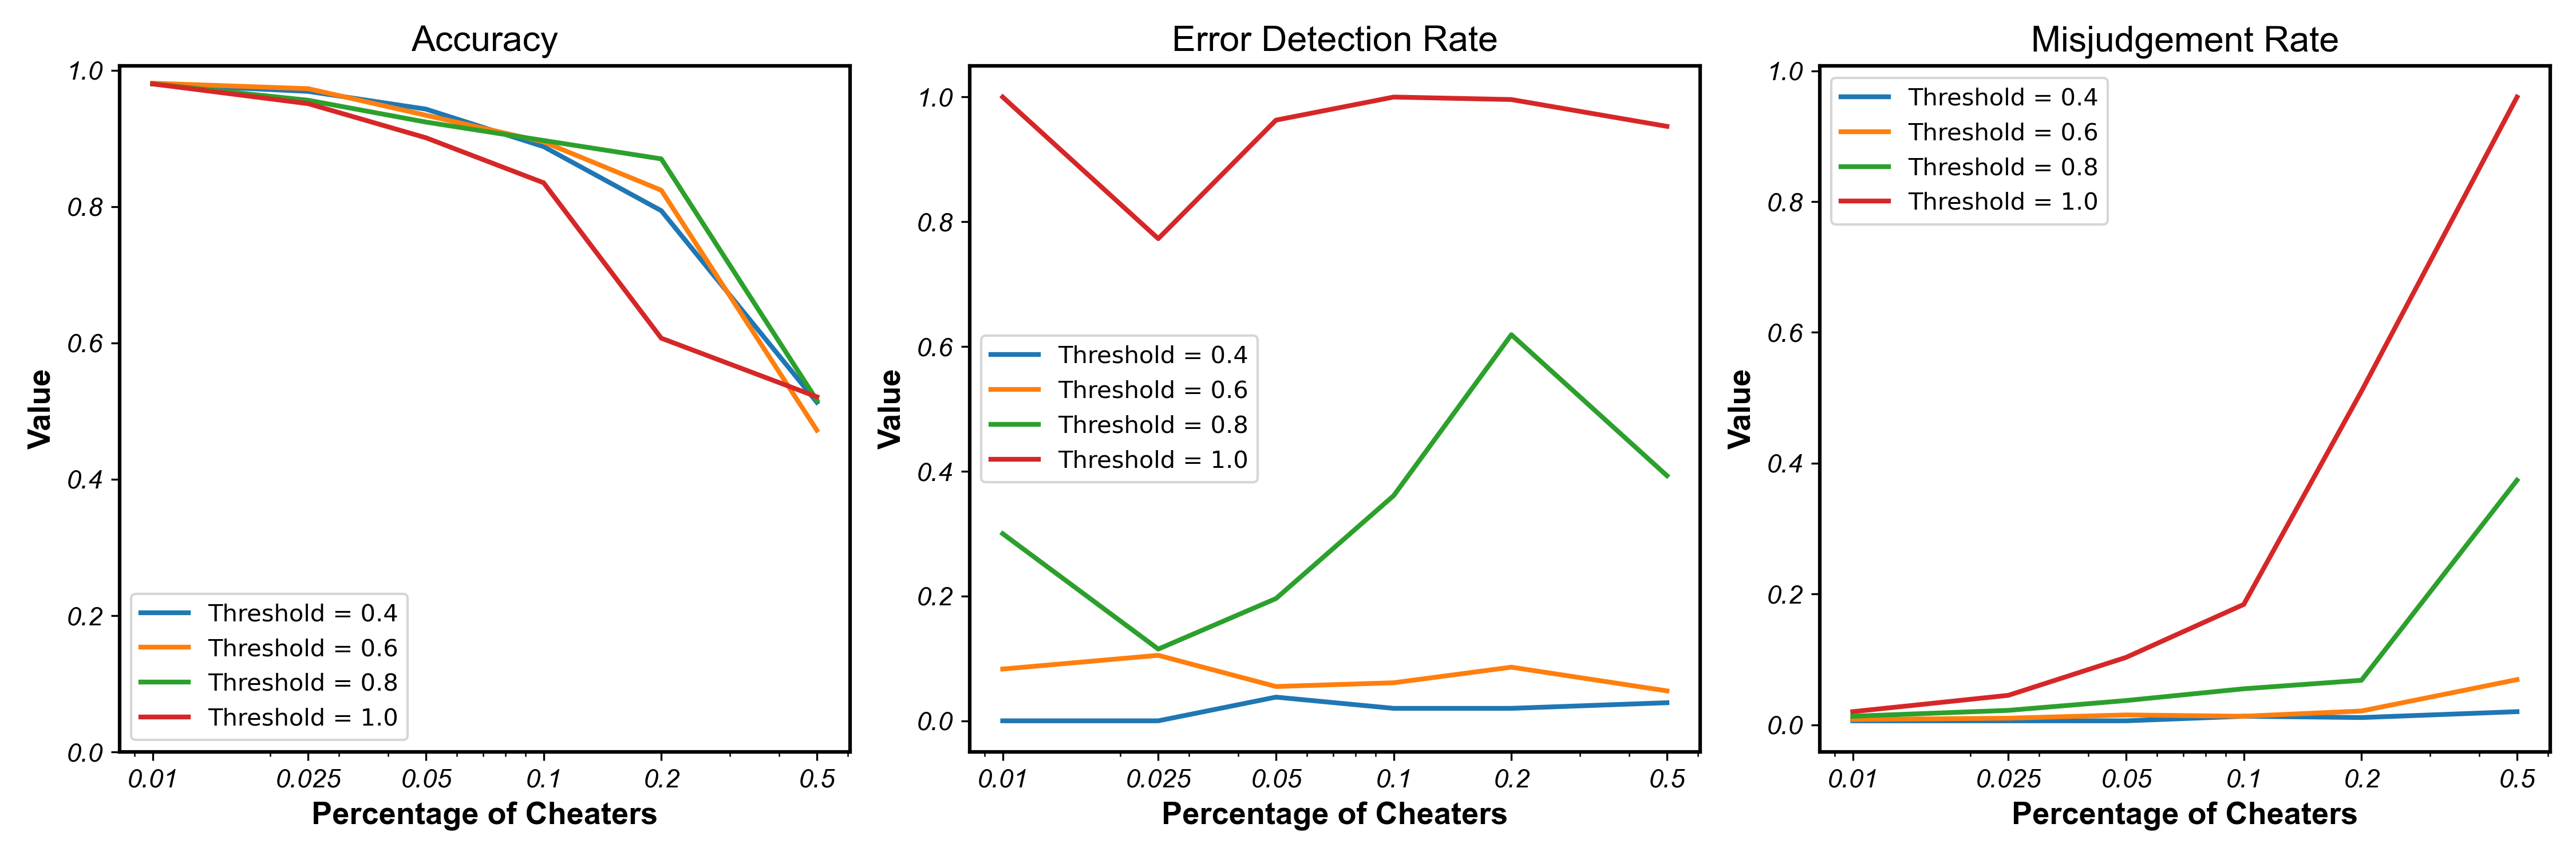 Accuracy
1.0
0.8
0.6
0.4
0.2
0.0
Value
Threshold = 0.4
Threshold = 0.6
Threshold = 0.8
Threshold = 1.0
0.01 0.025 0.05 0.1 0.2 0.5
Percentage of Cheaters
Error Detection Rate
1.0
0.8
0.6
0.4
0.2
0.0
Value
Threshold = 0.4
Threshold = 0.6
Threshold = 0.8
Threshold = 1.0
0.01 0.025 0.05 0.1 0.2 0.5
Percentage of Cheaters
Misjudgement Rate
1.0
0.8
0.6
0.4
0.2
0.0
Value
Threshold = 0.4
Threshold = 0.6
Threshold = 0.8
Threshold = 1.0
0.01 0.025 0.05 0.1 0.2 0.5
Percentage of Cheaters